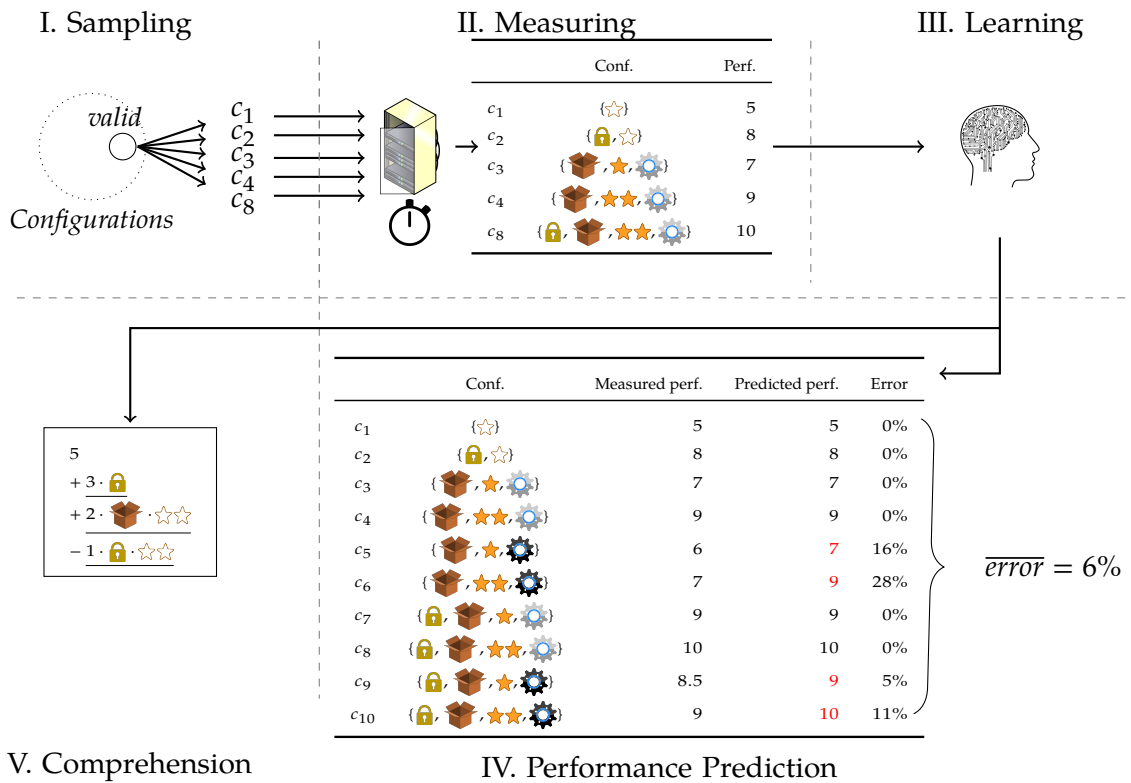 I. Sampling
II. Measuring
III. Learning
valid
Configurations
c1
c2
c3
c4
c8
Conf. Perf.
c1 { } 5
c2 { , } 8
c3 { , , } 7
c4 { , , } 9
c8 { , , , } 10
Conf. Measured perf. Predicted perf. Error
c1 { } 5 5 0%
c2 { , } 8 8 0%
c3 { , , } 7 7 0%
c4 { , , } 9 9 0%
c5 { , , } 6 7 16%
c6 { , , } 7 9 28%
c7 { , , , } 9 9 0%
c8 { , , , } 10 10 0%
c9 { , , , } 8.5 9 5%
c10 { , , , } 9 10 11%
error = 6%
5
+ 3 ·
+ 2 · ·
− 1 · ·
V. Comprehension
IV. Performance Prediction